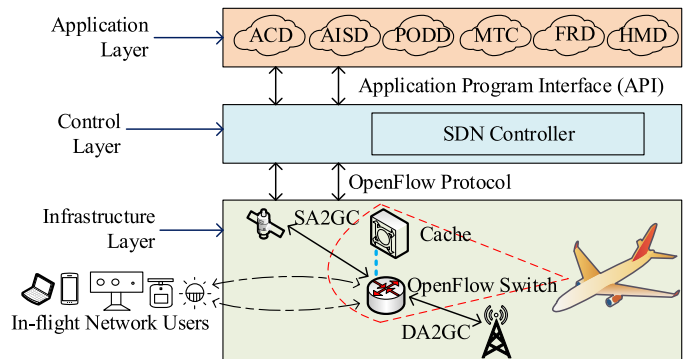 Application
Layer
ACD
AISD
PODD
MTC
FRD
HMD
Application Program Interface (API)
Control
Layer
SDN Controller
OpenFlow Protocol
Infrastructure
Layer
SA2GC
Cache
OpenFlow Switch
In-flight Network Users
DA2GC